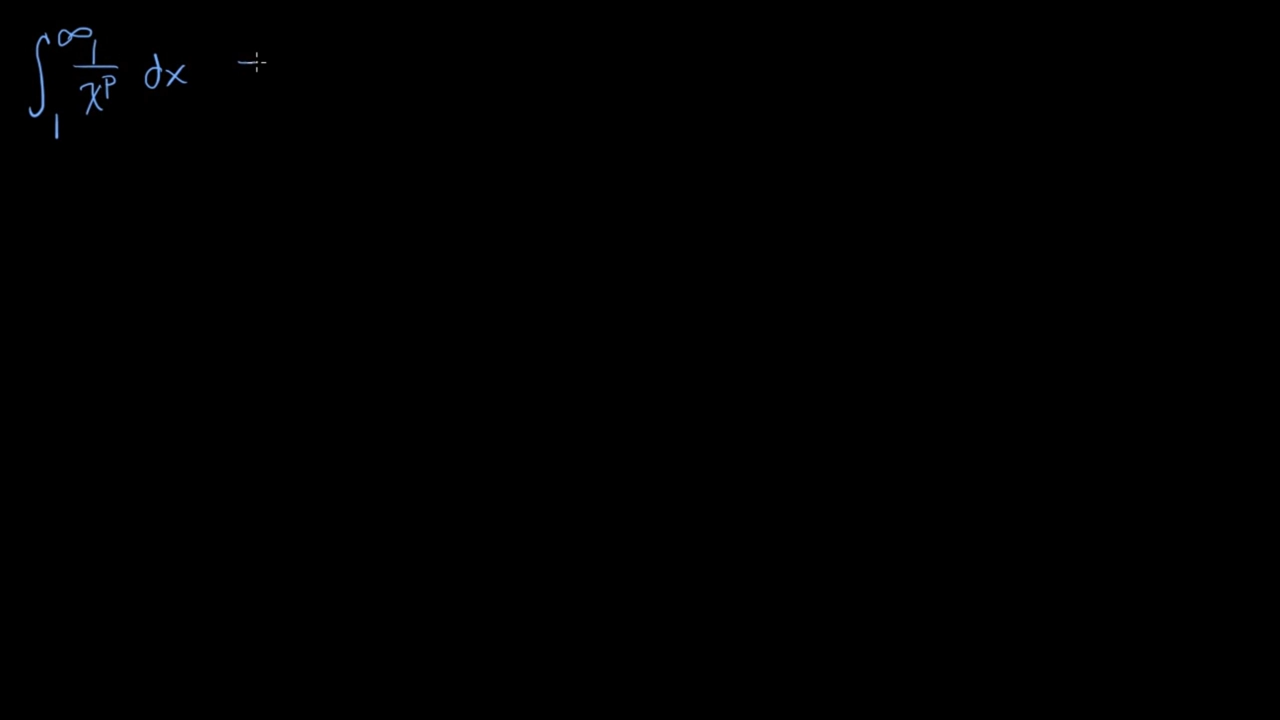 ∫₁^∞ 1/x^p dx